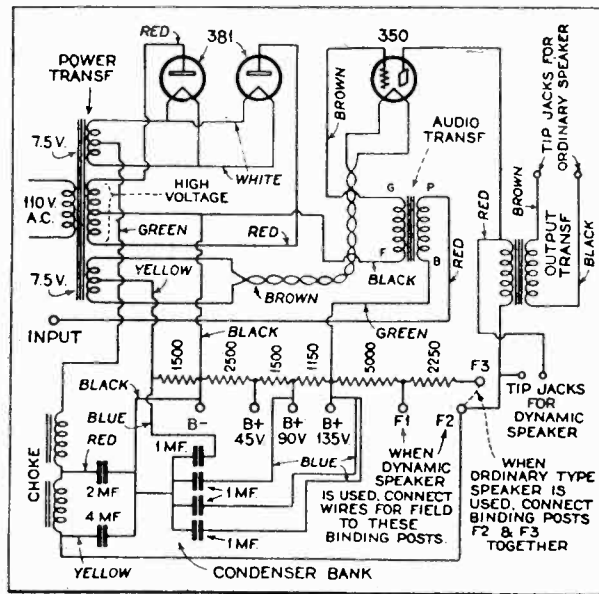 RED
381
350
POWER
TRANSF
7.5 V.
110 V.
A.C.
7.5 V.
HIGH
VOLTAGE
WHITE
GREEN
RED
YELLOW
BROWN
BROWN
AUDIO
TRANSF
G
P
F
B
BLACK
RED
GREEN
RED
BROWN
OUTPUT
TRANSF
BLACK
TIP JACKS FOR
ORDINARY SPEAKER
INPUT
BLACK
1500
2500
1500
1150
5000
2250
F3
BLACK
BLUE
RED
B-
B+
45V
B+
90V
B+
135V
F1
F2
TIP JACKS
FOR
DYNAMIC
SPEAKER
CHOKE
2 MF.
4 MF.
YELLOW
1 MF.
BLUE
1 MF.
1 MF.
CONDENSER BANK
WHEN
DYNAMIC
SPEAKER
IS USED, CONNECT
WIRES FOR FIELD
TO THESE
BINDING POSTS.
WHEN
ORDINARY TYPE
SPEAKER IS
USED, CONNECT
BINDING POSTS
F2 & F3
TOGETHER